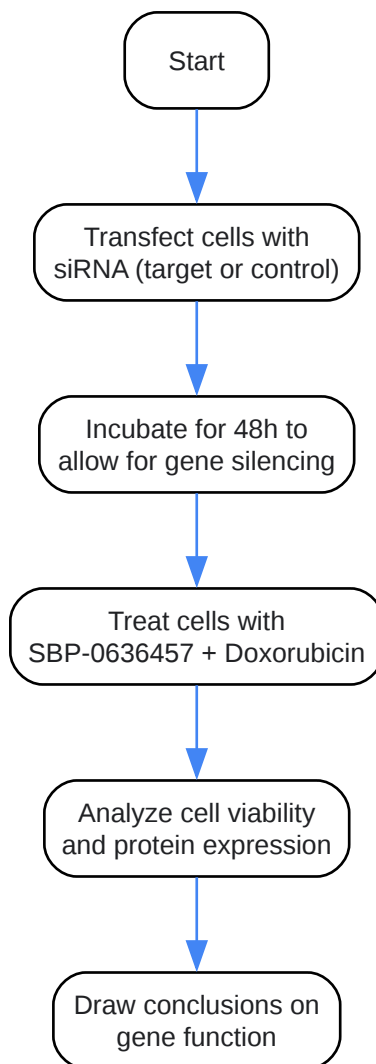 Start
Transfect cells with
siRNA (target or control)
Incubate for 48h to
allow for gene silencing
Treat cells with
SBP-0636457 + Doxorubicin
Analyze cell viability
and protein expression
Draw conclusions on
gene function